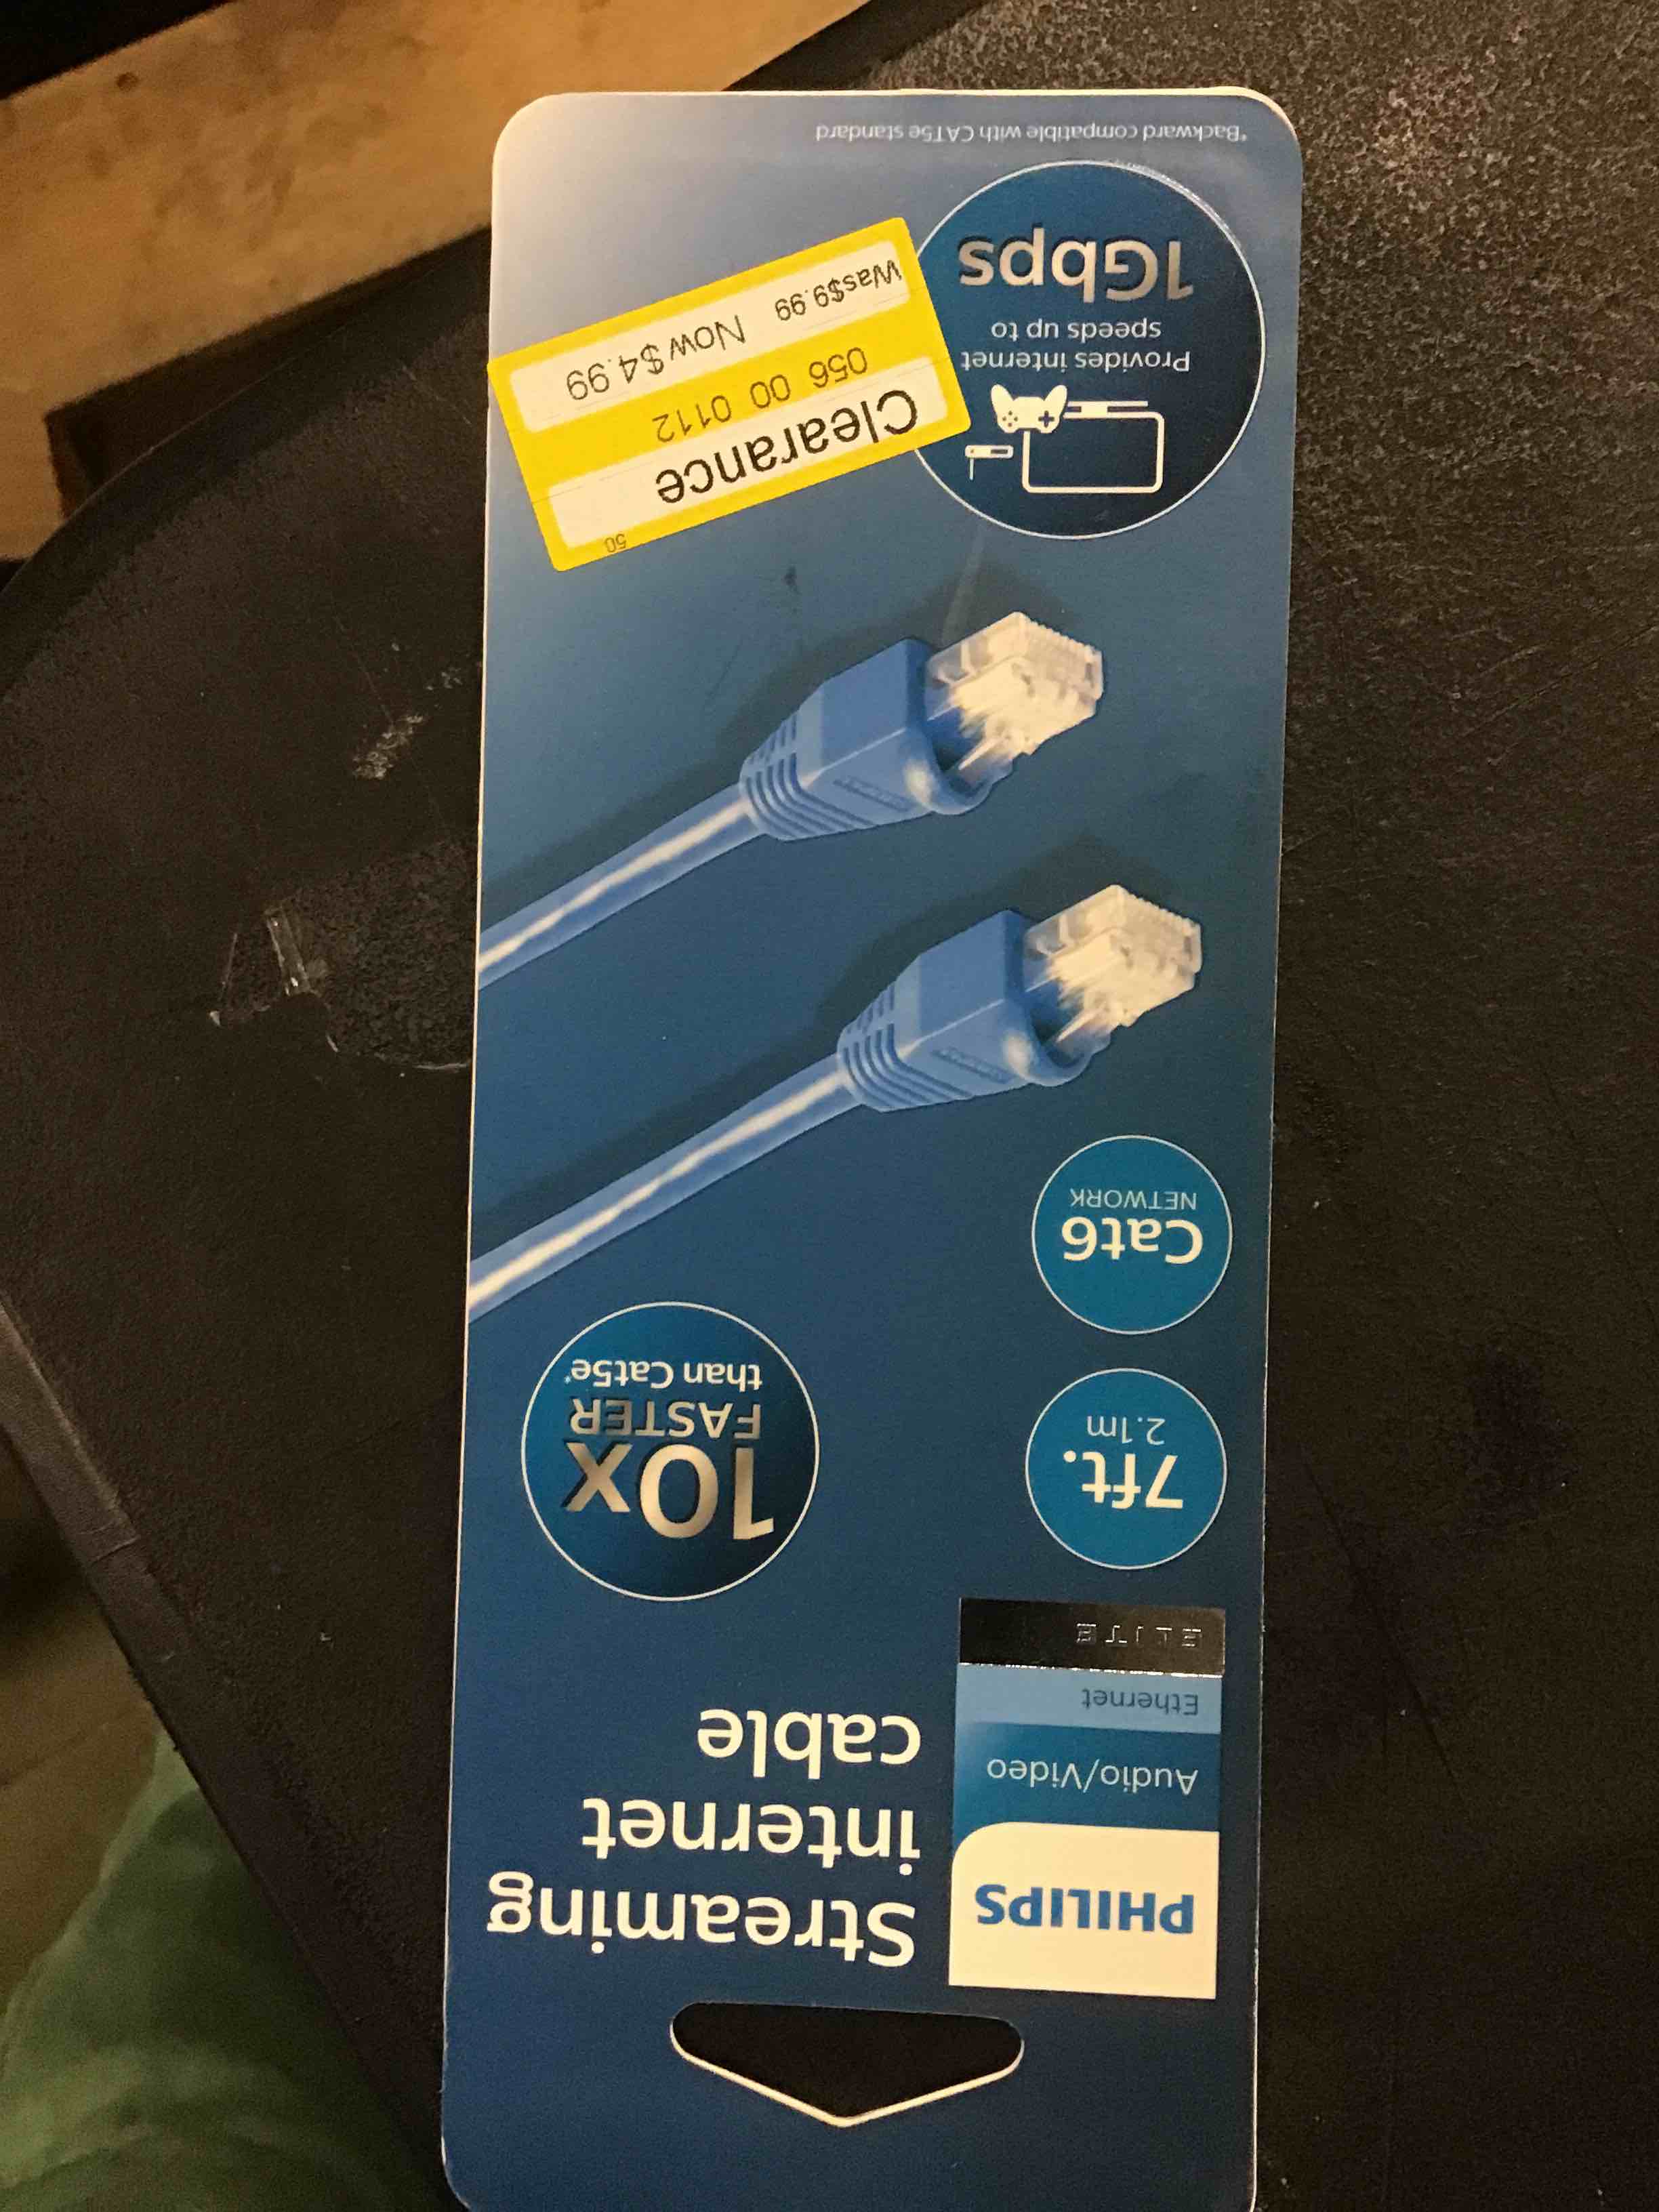 PHILIPS
Audio/Video
Ethernet
ELITE
Streaming
internet
cable
7ft.
2.1m
10x
FASTER
than Cat5e*
Cat6
NETWORK
50
Clearance
056 00 0112
Was$9.99 Now $4.99
Provides internet
speeds up to
1Gbps
*Backward compatible with CAT5e standard